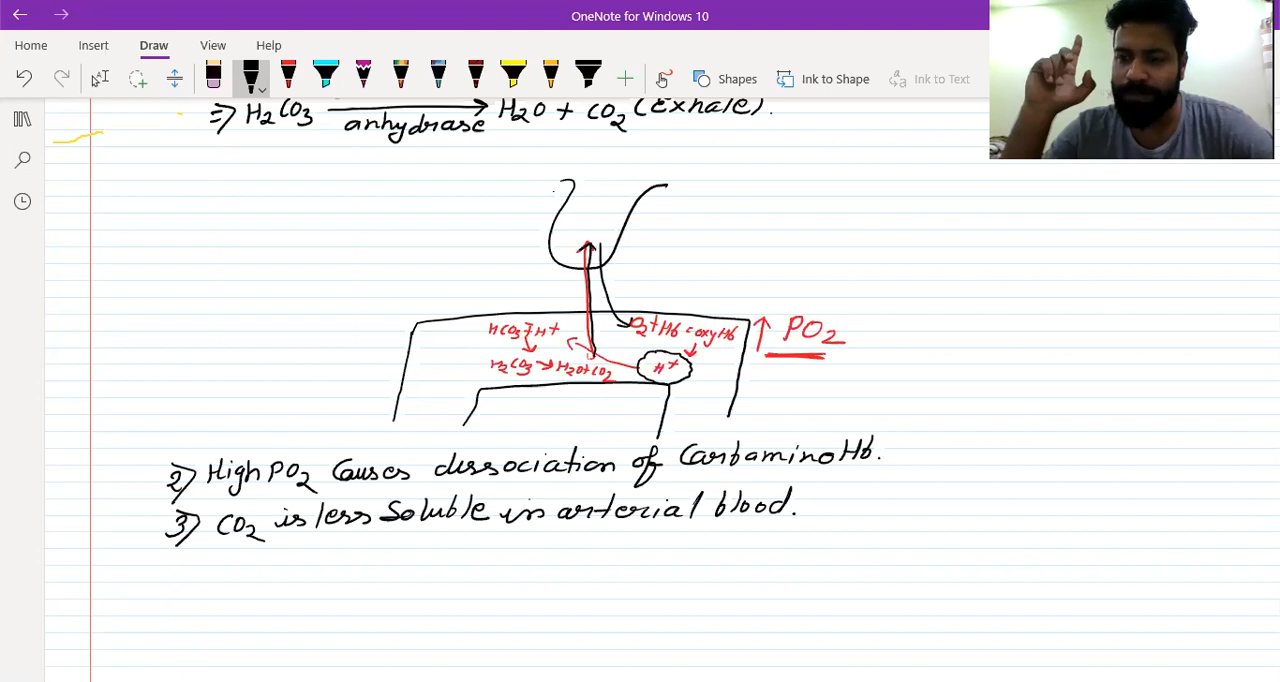 OneNote for Windows 10
Home Insert Draw View Help
Shapes Ink to Shape Ink to Text
=) H2CO3 → H2O + CO2 (Exhale).
anhydrase
HCO3 + H+ O2 + Hb = oxyHb ↑ PO2
H2CO3 → H2O + CO2 H+
2) High PO2 Causes dissociation of CarbaminoHb.
3) CO2 is less Soluble in arterial blood.